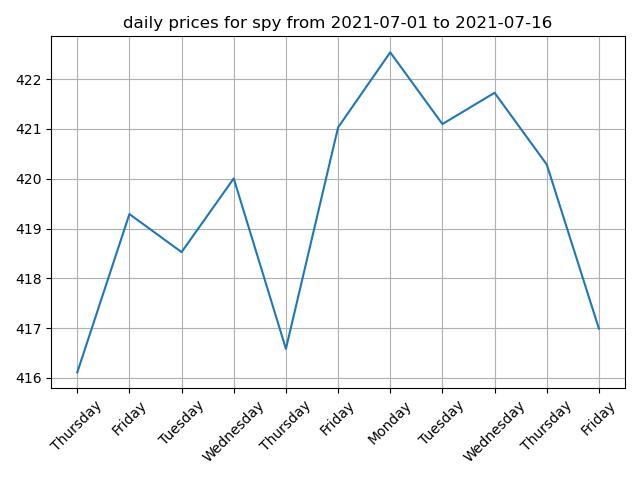 daily prices for spy from 2021-07-01 to 2021-07-16
422
421
420
419
418
417
416
Thursday
Friday
Tuesday
Wednesday
Thursday
Friday
Monday
Tuesday
Wednesday
Thursday
Friday